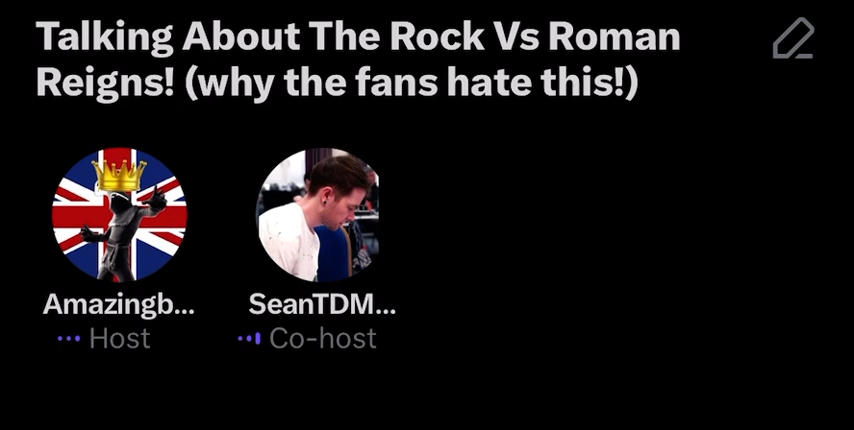 Talking About The Rock Vs Roman
Reigns! (why the fans hate this!)
Amazingb... SeanTDM...
Host Co-host